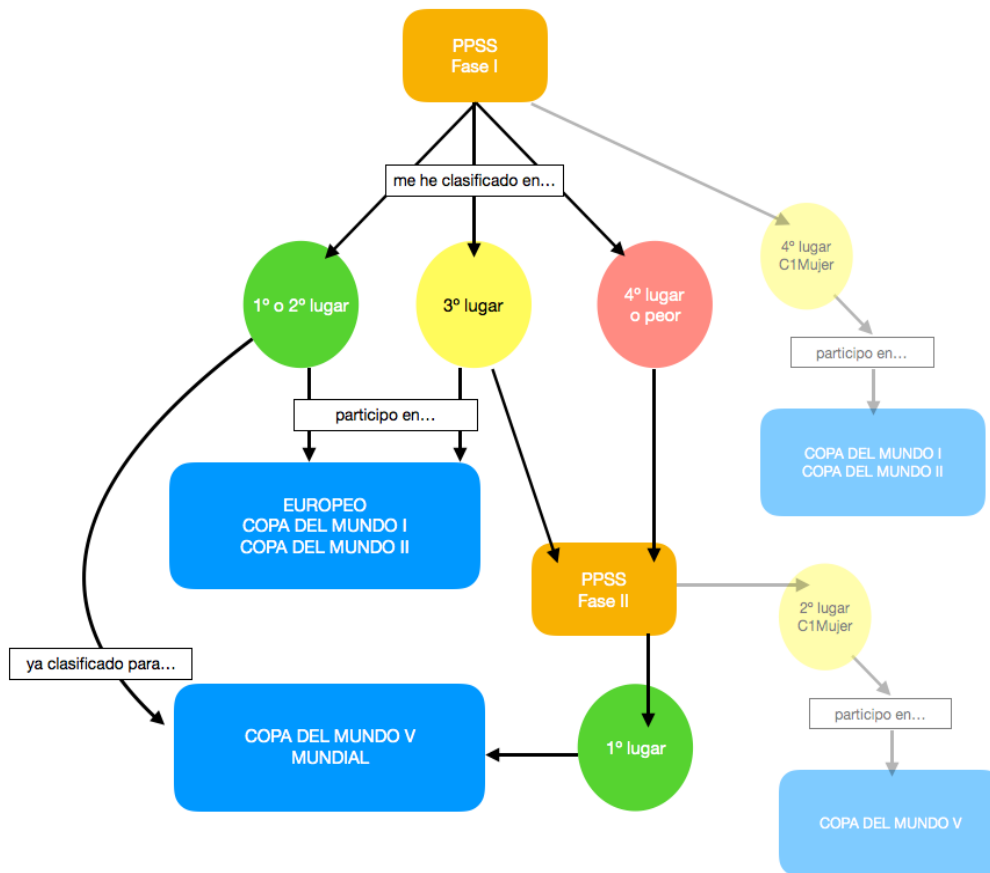 PPSS
Fase I
me he clasificado en…
4º lugar
C1Mujer
1º o 2º lugar
3º lugar
4º lugar
o peor
participo en…
participo en…
COPA DEL MUNDO I
COPA DEL MUNDO II
EUROPEO
COPA DEL MUNDO I
COPA DEL MUNDO II
PPSS
Fase II
2º lugar
C1Mujer
ya clasificado para…
participo en…
COPA DEL MUNDO V
MUNDIAL
1º lugar
COPA DEL MUNDO V